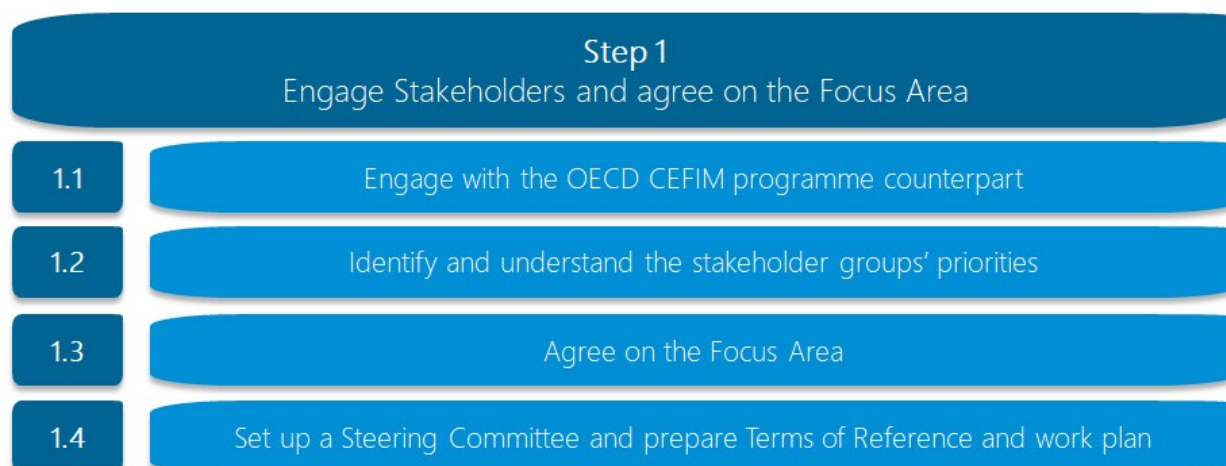 Step 1
Engage Stakeholders and agree on the Focus Area
1.1
Engage with the OECD CEFIM programme counterpart
1.2
Identify and understand the stakeholder groups’ priorities
1.3
Agree on the Focus Area
1.4
Set up a Steering Committee and prepare Terms of Reference and work plan